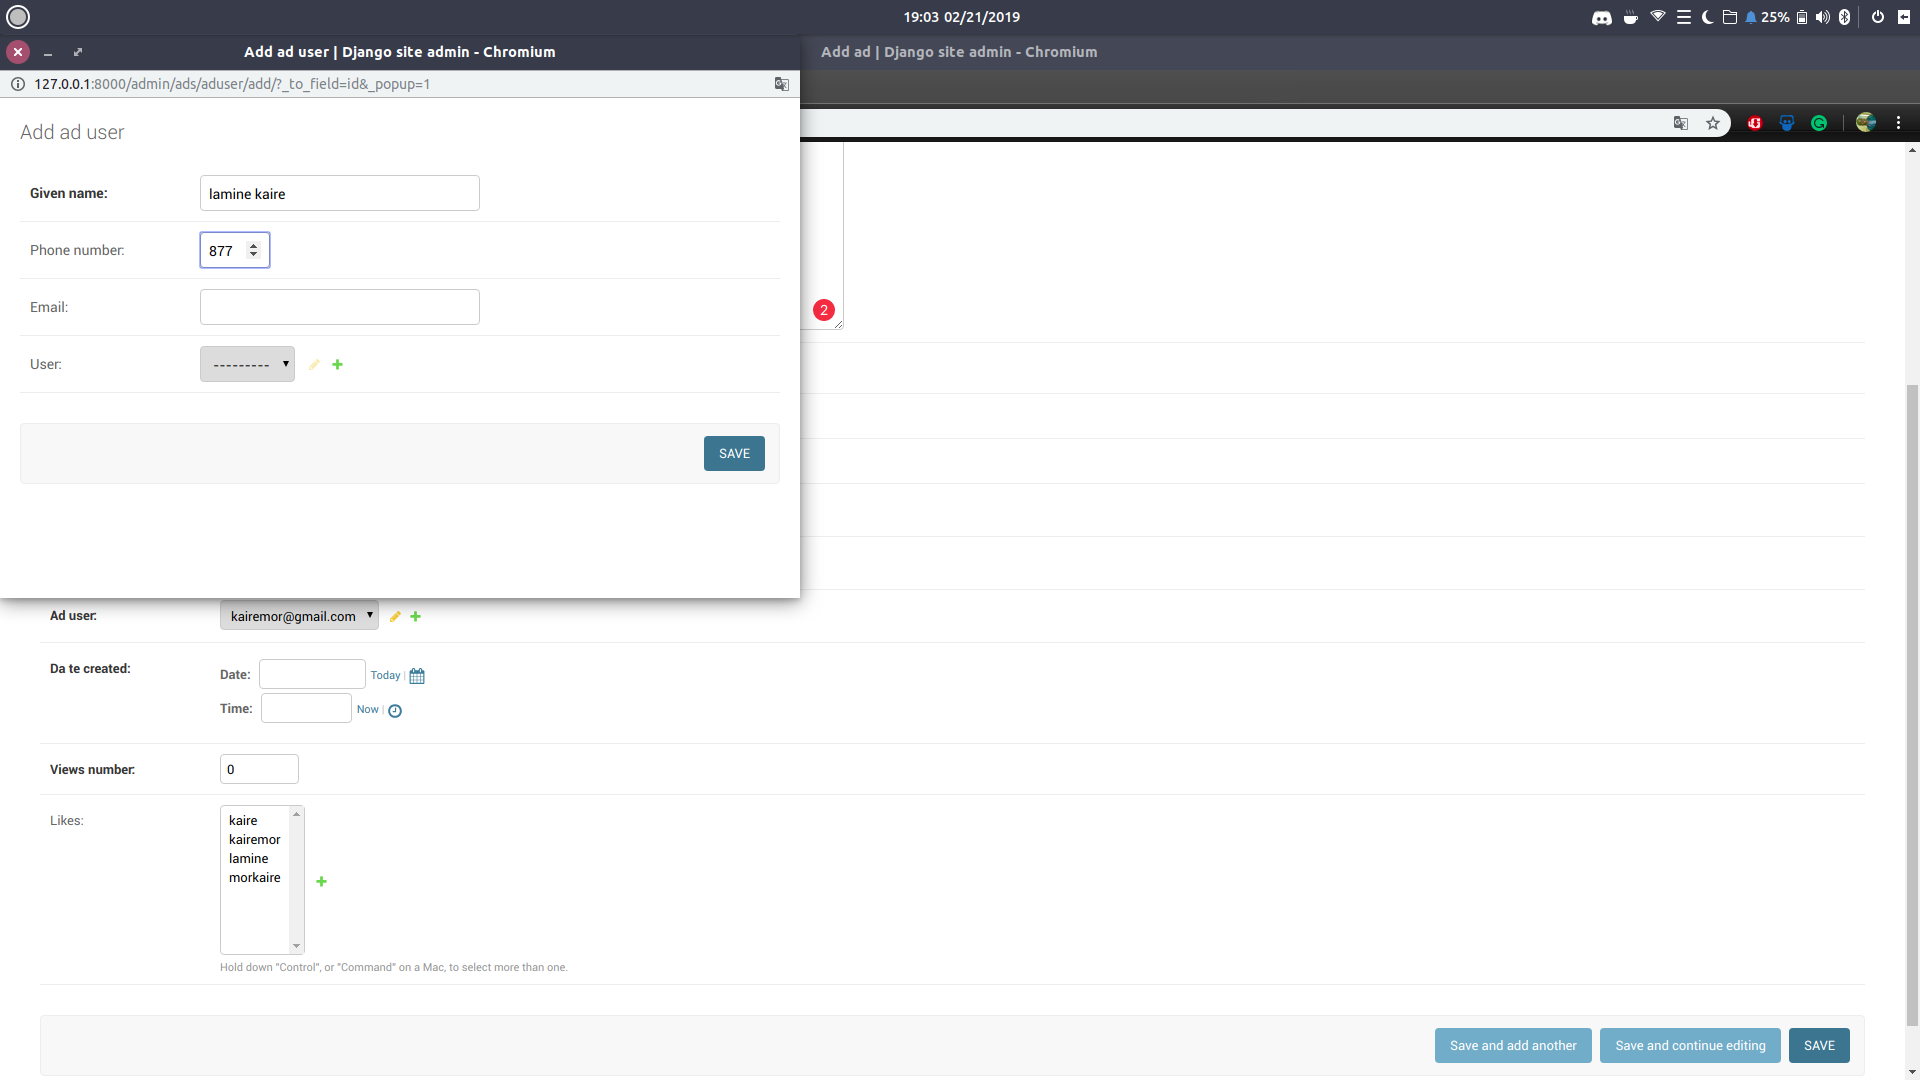 19:03 02/21/2019
25%
Add ad user | Django site admin - Chromium
Add ad | Django site admin - Chromium
127.0.0.1:8000/admin/ads/aduser/add/?_to_field=id&_popup=1
Add ad user
Given name:
lamine kaire
Phone number:
877
Email:
2
User:
---------
SAVE
Ad user:
kairemor@gmail.com
Da te created:
Date:
Today |
Time:
Now |
Views number:
0
Likes:
kaire
kairemor
lamine
morkaire
Hold down "Control", or "Command" on a Mac, to select more than one.
Save and add another
Save and continue editing
SAVE